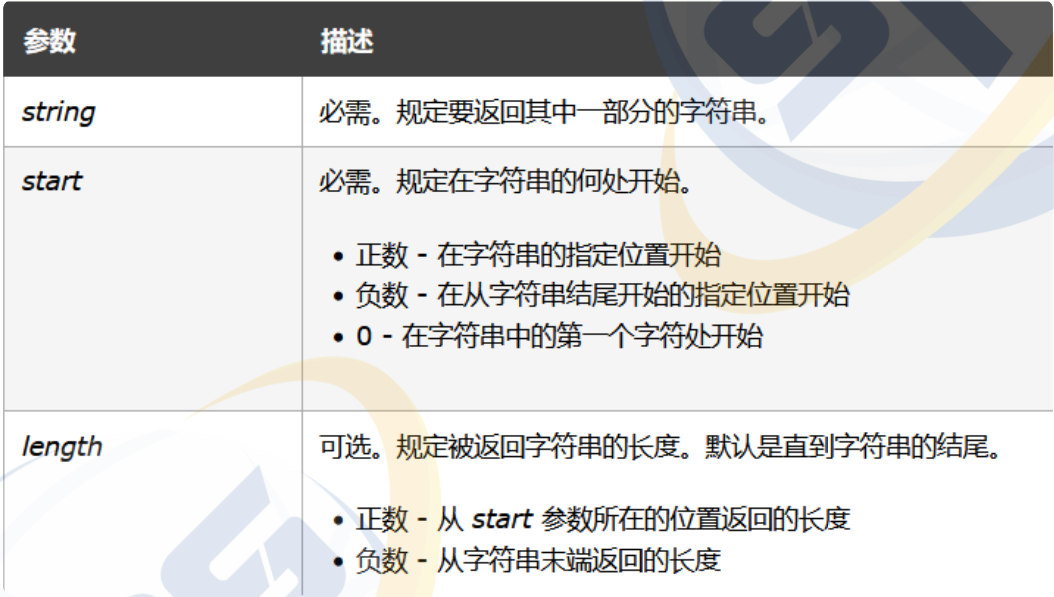 参数 描述
string 必需。规定要返回其中一部分的字符串。
start 必需。规定在字符串的何处开始。
• 正数 - 在字符串的指定位置开始
• 负数 - 在从字符串结尾开始的指定位置开始
• 0 - 在字符串中的第一个字符处开始
length 可选。规定被返回字符串的长度。默认是直到字符串的结尾。
• 正数 - 从 start 参数所在的位置返回的长度
• 负数 - 从字符串末端返回的长度